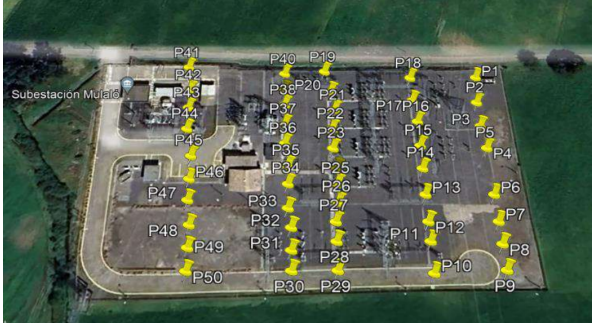 P41
P40
P19
P18
P1
P42
P20
P2
Subestación Mulaló
P43
P38
P21
P17
P16
P44
P37
P22
P3
P5
P36
P23
P15
P45
P35
P14
P4
P46
P34
P25
P47
P26
P13
P6
P33
P27
P48
P32
P12
P7
P49
P31
P11
P8
P28
P50
P30
P29
P10
P9